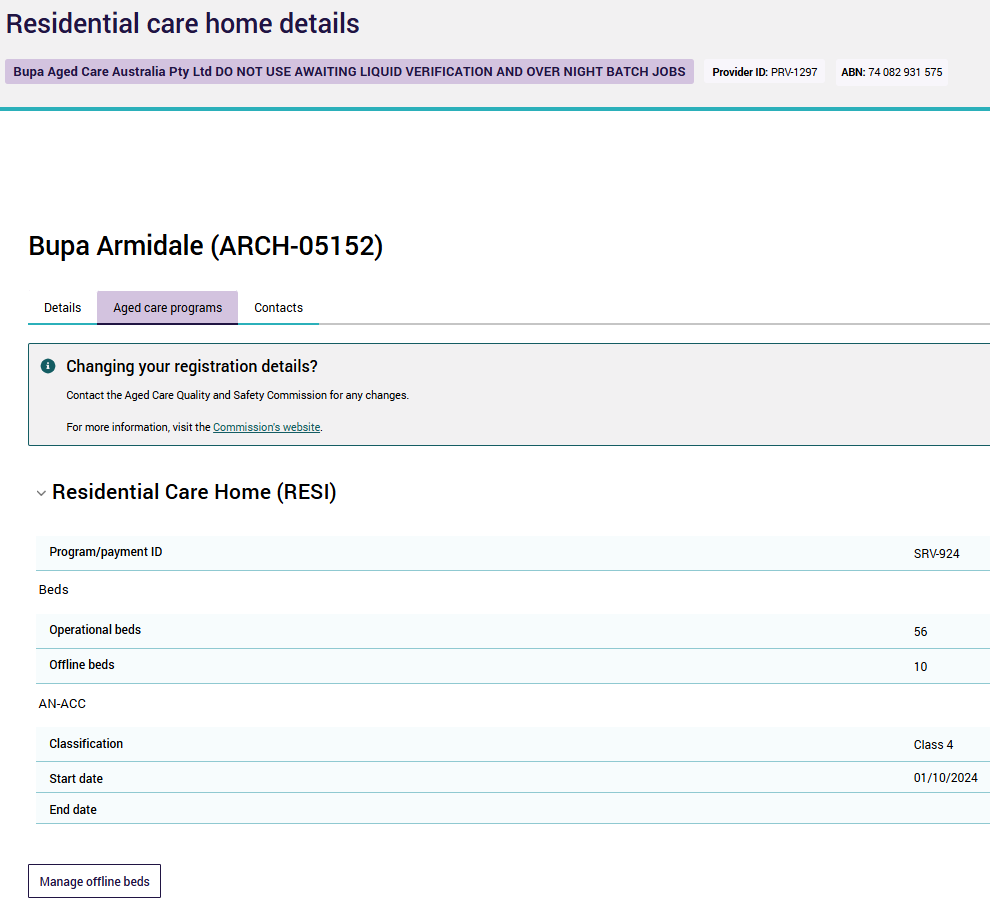 Residential care home details
Bupa Aged Care Australia Pty Ltd DO NOT USE AWAITING LIQUID VERIFICATION AND OVER NIGHT BATCH JOBS
Provider ID: PRV-1297
ABN: 74 082 931 575
Bupa Armidale (ARCH-05152)
Details
Aged care programs
Contacts
Changing your registration details?
Contact the Aged Care Quality and Safety Commission for any changes.
For more information, visit the Commission's website.
Residential Care Home (RESI)
Program/payment ID SRV-924
Beds
Operational beds 56
Offline beds 10
AN-ACC
Classification Class 4
Start date 01/10/2024
End date
Manage offline beds